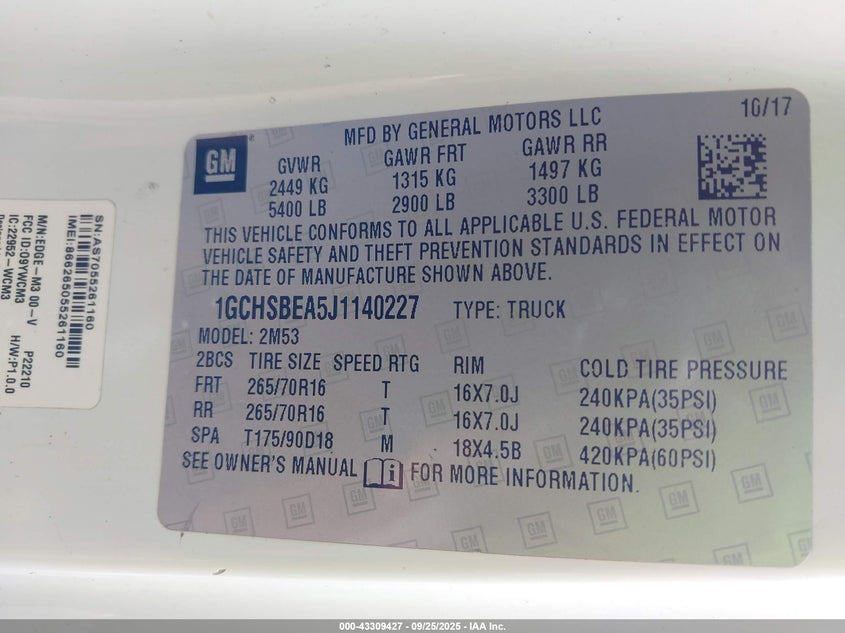 10/17
MFD BY GENERAL MOTORS LLC
GM
GVWR GAWR FRT GAWR RR
2449 KG 1315 KG 1497 KG
5400 LB 2900 LB 3300 LB
THIS VEHICLE CONFORMS TO ALL APPLICABLE U.S. FEDERAL MOTOR
VEHICLE SAFETY AND THEFT PREVENTION STANDARDS IN EFFECT ON
THE DATE OF MANUFACTURE SHOWN ABOVE.
1GCHSBEA5J1140227 TYPE: TRUCK
MODEL: 2M53
2BCS TIRE SIZE SPEED RTG RIM COLD TIRE PRESSURE
FRT 265/70R16 T 16X7.0J 240KPA(35PSI)
RR 265/70R16 T 16X7.0J 240KPA(35PSI)
SPA T175/90D18 M 18X4.5B 420KPA(60PSI)
SEE OWNER'S MANUAL i FOR MORE INFORMATION.
SN:AS7055261160
IMEI:866265055261160
M/N:EDGE-M3 00-V P22210
FCC ID:O9YWCM3 H/W:P1.0.0
IC:22952-WCM3
000-43309427 - 09/25/2025 - IAA Inc.